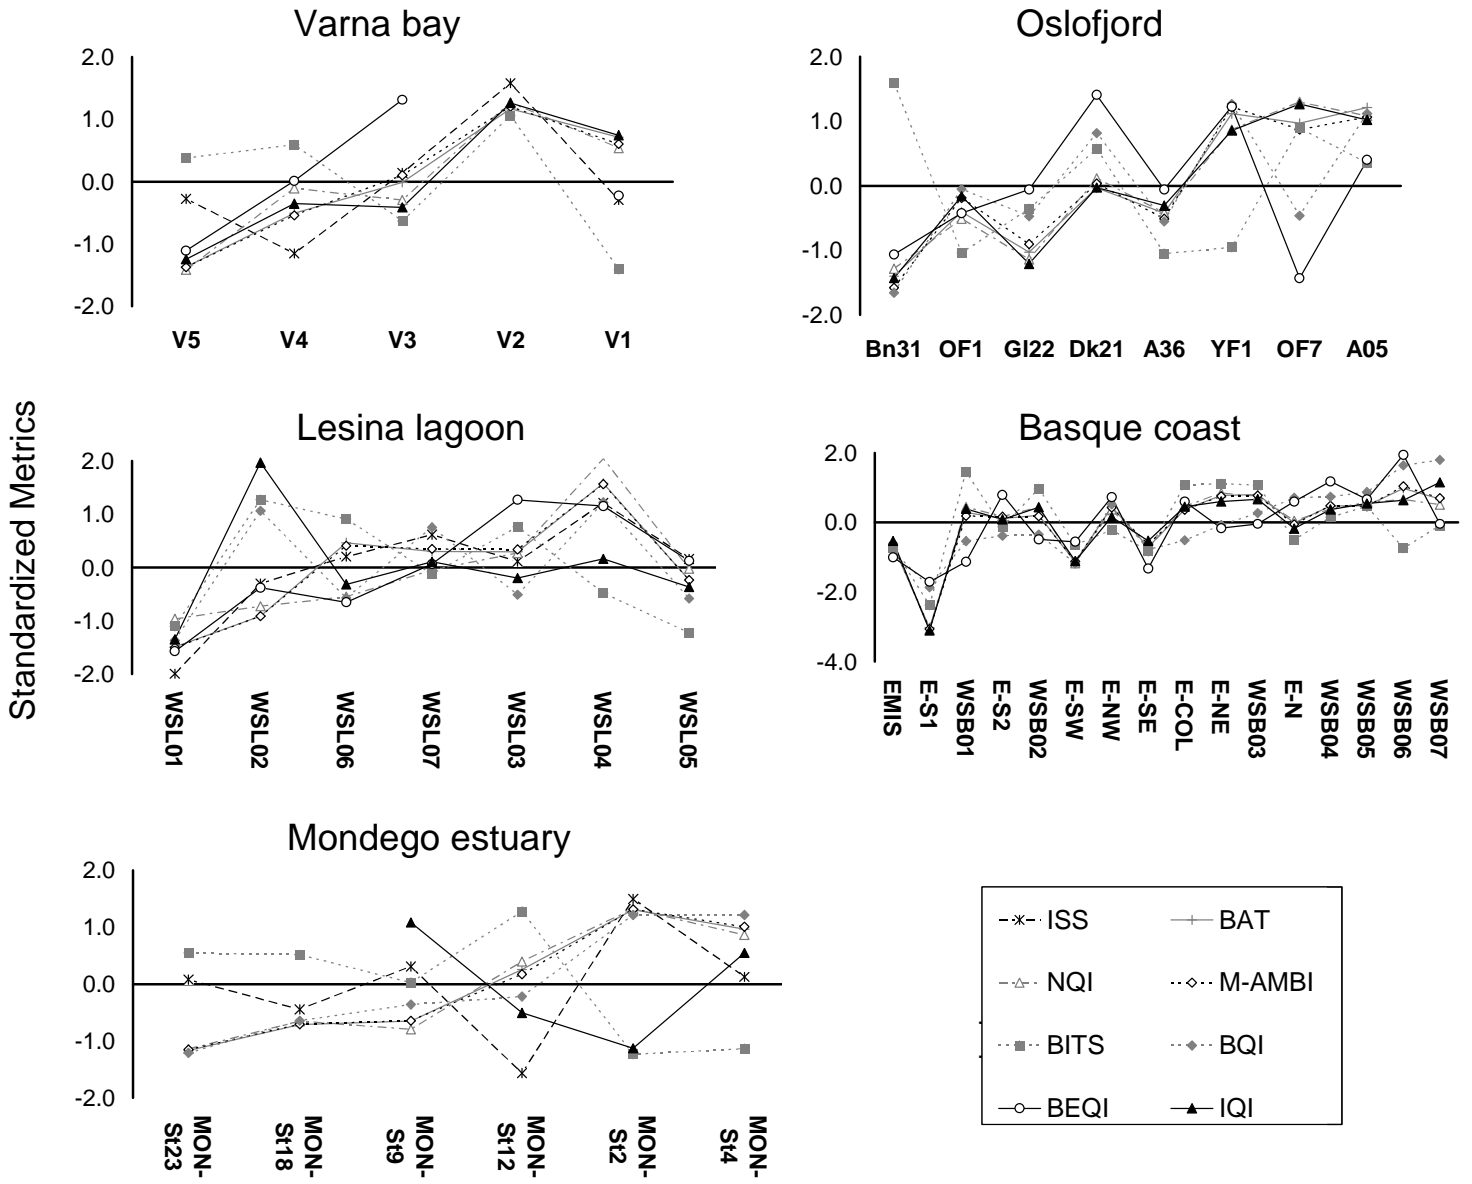 Varna bay
2.0
1.0
0.0
-1.0
-2.0
V5 V4 V3 V2 V1
Oslofjord
2.0
1.0
0.0
-1.0
-2.0
Bn31 OF1 Gl22 Dk21 A36 YF1 OF7 A05
Standardized Metrics
Lesina lagoon
2.0
1.0
0.0
-1.0
-2.0
WSL01 WSL02 WSL06 WSL07 WSL03 WSL04 WSL05
Basque coast
2.0
0.0
-2.0
-4.0
EMIS E-S1 WSB01 E-S2 WSB02 E-SW E-NW E-SE E-COL E-NE WSB03 E-N WSB04 WSB05 WSB06 WSB07
Mondego estuary
2.0
1.0
0.0
-1.0
-2.0
MON-
St23
MON-
St18
MON-
St9
MON-
St12
MON-
St2
MON-
St4
ISS BAT
NQI M-AMBI
BITS BQI
BEQI IQI